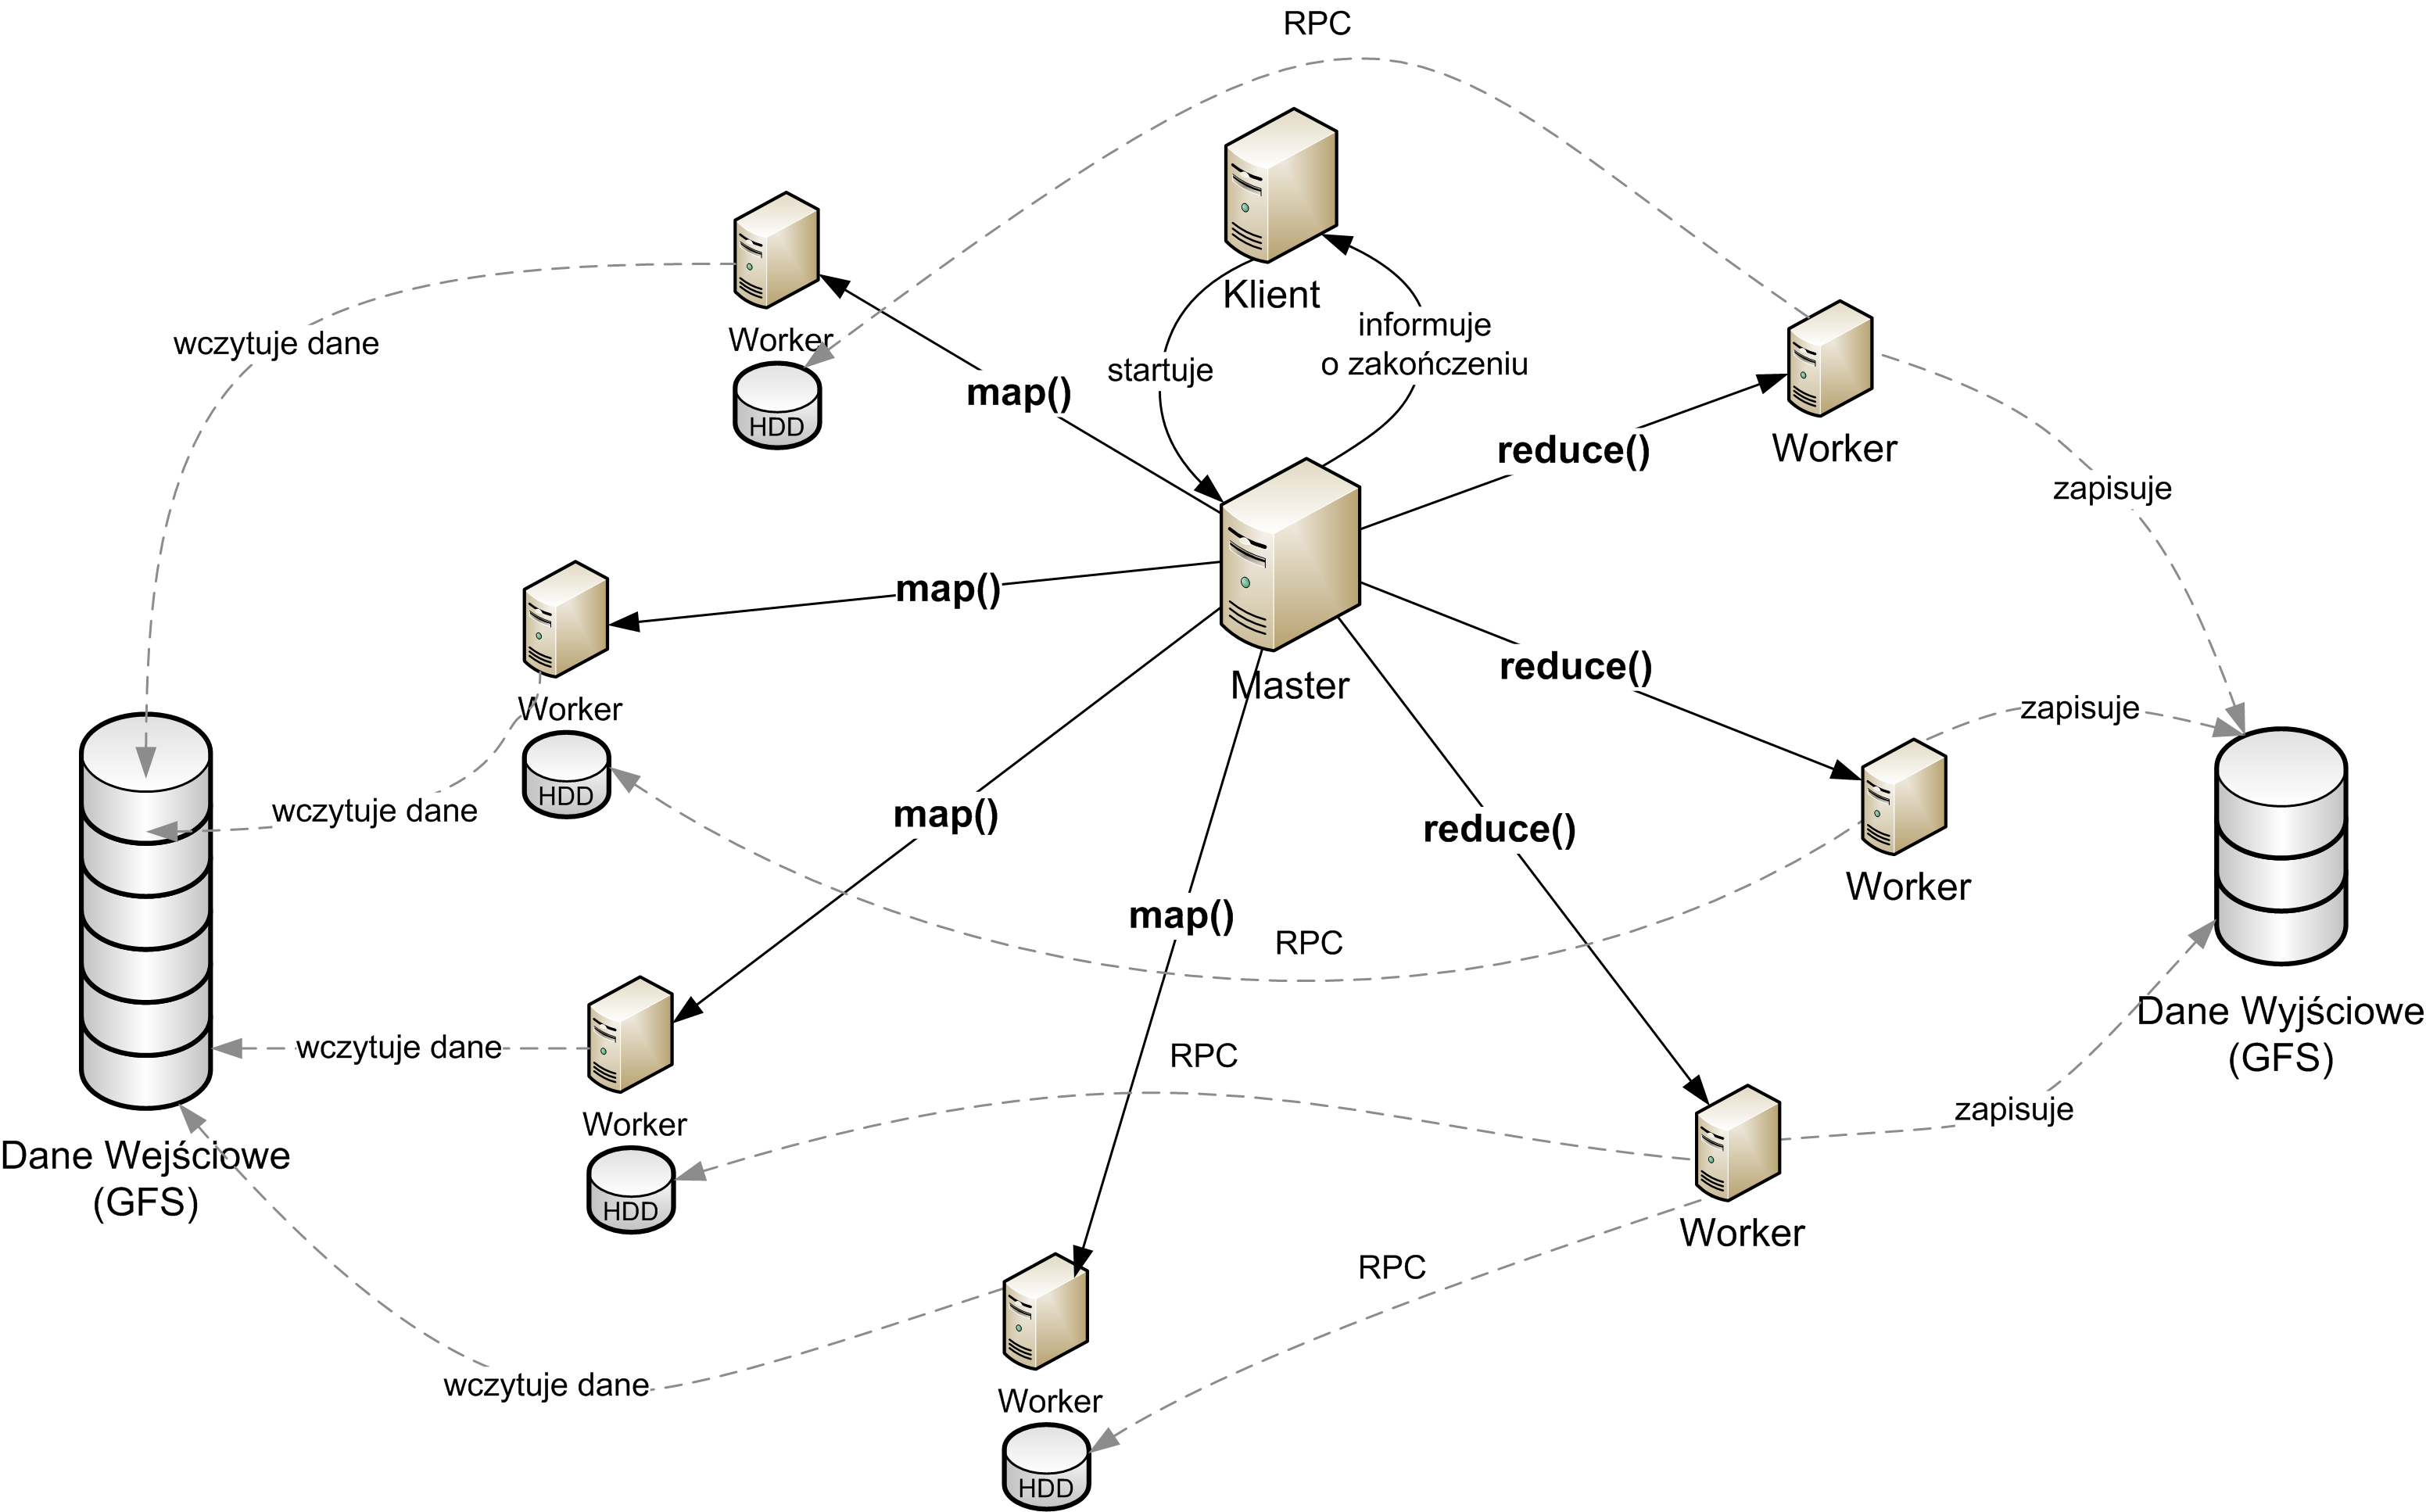 RPC
Klient
Worker
wczytuje dane
HDD
map()
startuje
informuje
o zakończeniu
reduce()
Worker
zapisuje
map()
Worker
HDD
wczytuje dane
Master
reduce()
zapisuje
Worker
map()
reduce()
map()
RPC
Dane Wyjściowe
(GFS)
wczytuje dane
Worker
HDD
RPC
zapisuje
Dane Wejściowe
(GFS)
Worker
RPC
wczytuje dane
Worker
HDD